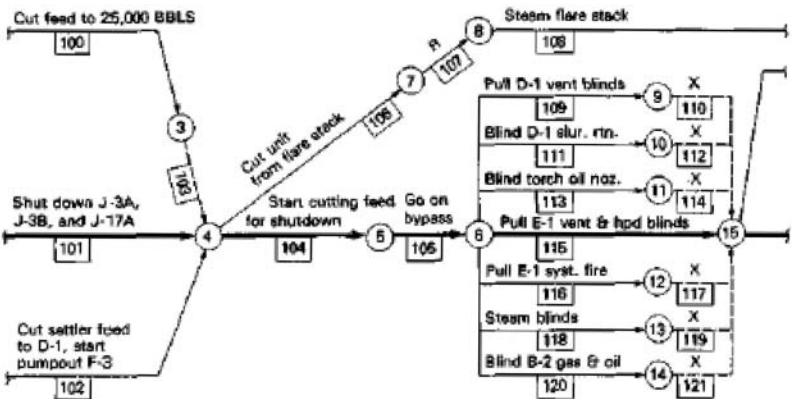 Cut feed to 25,000 BBLS
100
3
103
Shut down J-3A,
J-3B, and J-17A
101
4
Cut settler feed
to D-1, start
pumpout F-3
102
Cut unit
from flare stack
106
7
R
107
8
Steam flare stack
108
Start cutting feed
for shutdown
104
5
Go on
bypass
105
6
Pull D-1 vent blinds
109
9
X
110
Blind D-1 slur. rtn.
111
10
X
112
Blind torch oil noz.
113
11
X
114
Pull E-1 vent & hpd blinds
115
15
Pull E-1 syst. fire
116
12
X
117
Steam blinds
118
13
X
119
Blind B-2 gas & oil
120
14
X
121